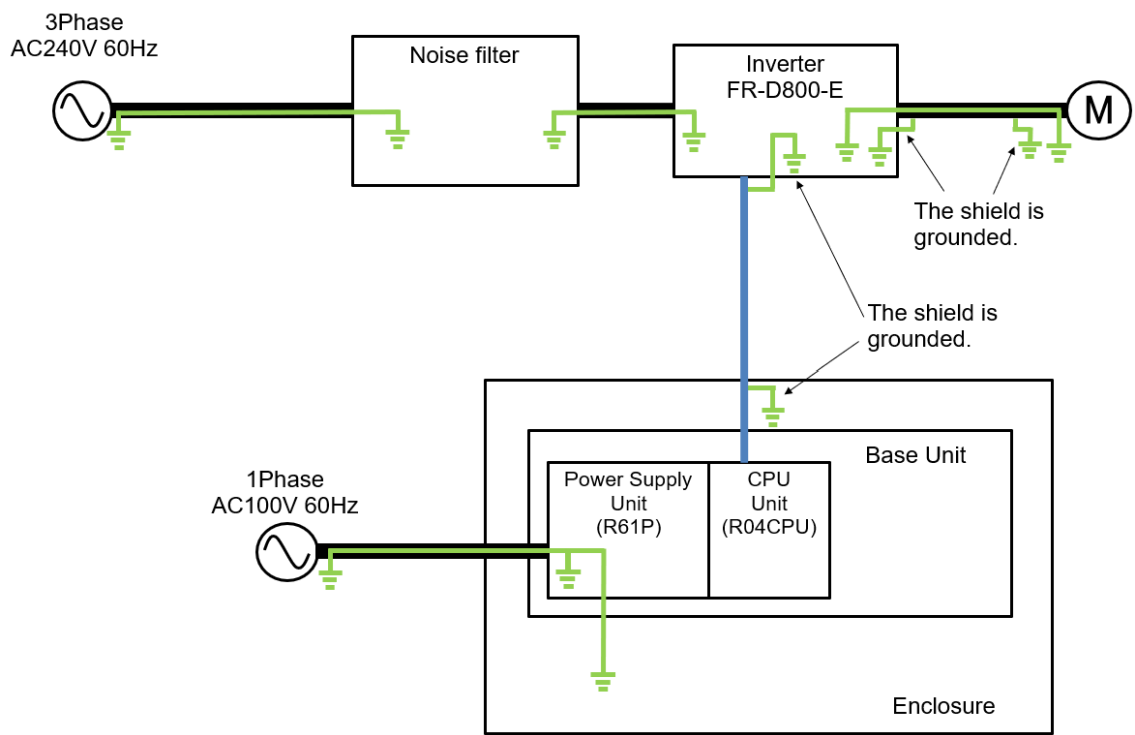 3Phase
AC240V 60Hz
Noise filter
Inverter
FR-D800-E
M
The shield is
grounded.
The shield is
grounded.
Base Unit
1Phase
AC100V 60Hz
Power Supply
Unit
(R61P)
CPU
Unit
(R04CPU)
Enclosure